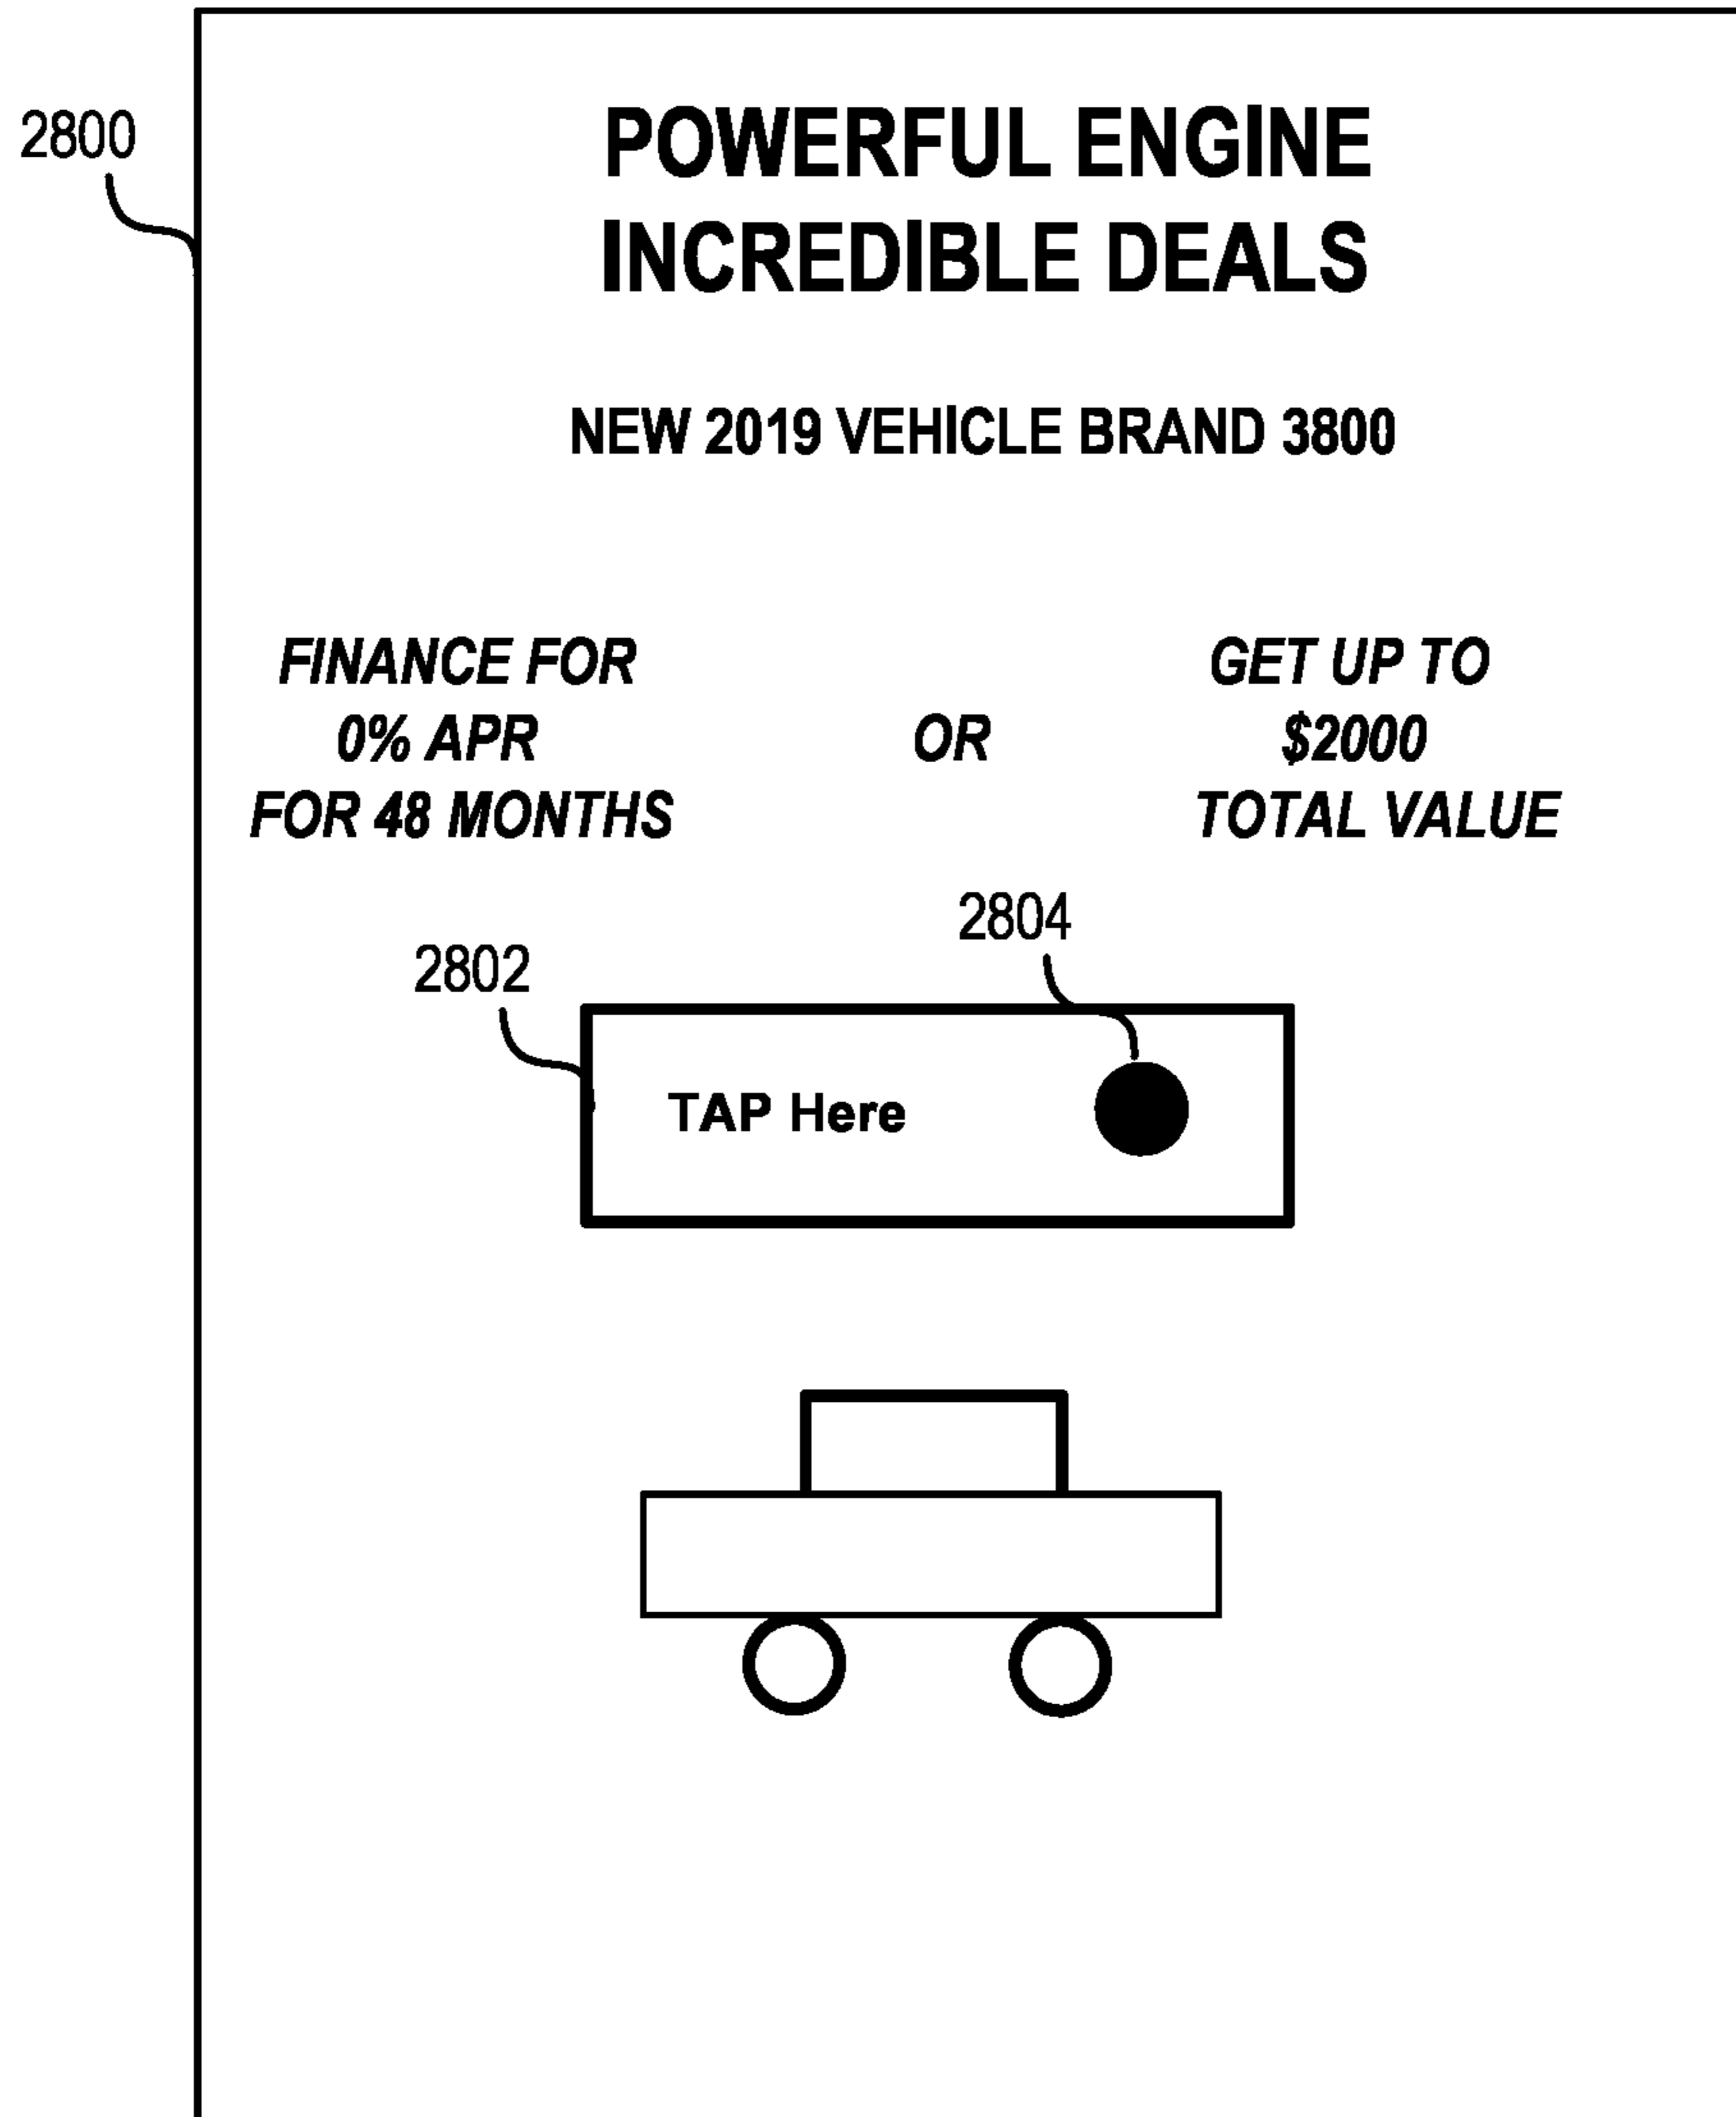 2800
POWERFUL ENGINE
INCREDIBLE DEALS
NEW 2019 VEHICLE BRAND 3800
FINANCE FOR
0% APR
FOR 48 MONTHS
OR
GET UP TO
$2000
TOTAL VALUE
2802
2804
TAP Here